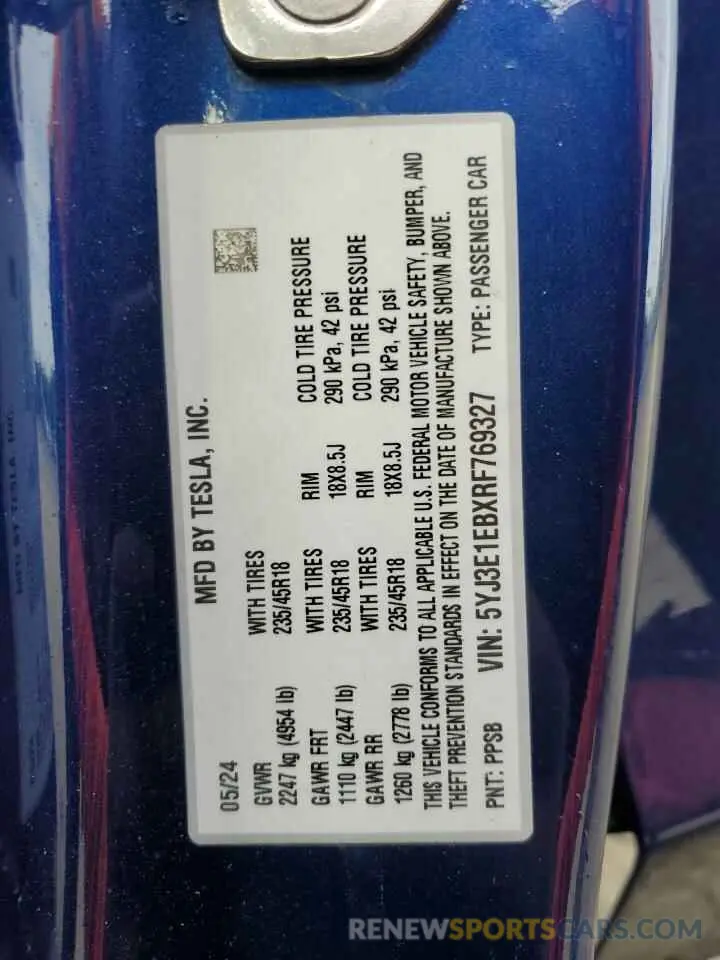 MFD BY TESLA, INC.
05/24
GVWR WITH TIRES
2247 kg (4954 lb) 235/45R18
GAWR FRT WITH TIRES RIM COLD TIRE PRESSURE
1110 kg (2447 lb) 235/45R18 18X8.5J 290 kPa, 42 psi
GAWR RR WITH TIRES RIM COLD TIRE PRESSURE
1260 kg (2778 lb) 235/45R18 18X8.5J 290 kPa, 42 psi
THIS VEHICLE CONFORMS TO ALL APPLICABLE U.S. FEDERAL MOTOR VEHICLE SAFETY, BUMPER, AND
THEFT PREVENTION STANDARDS IN EFFECT ON THE DATE OF MANUFACTURE SHOWN ABOVE.
PNT: PPSB VIN: 5YJ3E1EBXRF769327 TYPE: PASSENGER CAR
RENEWSPORTSCARS.COM